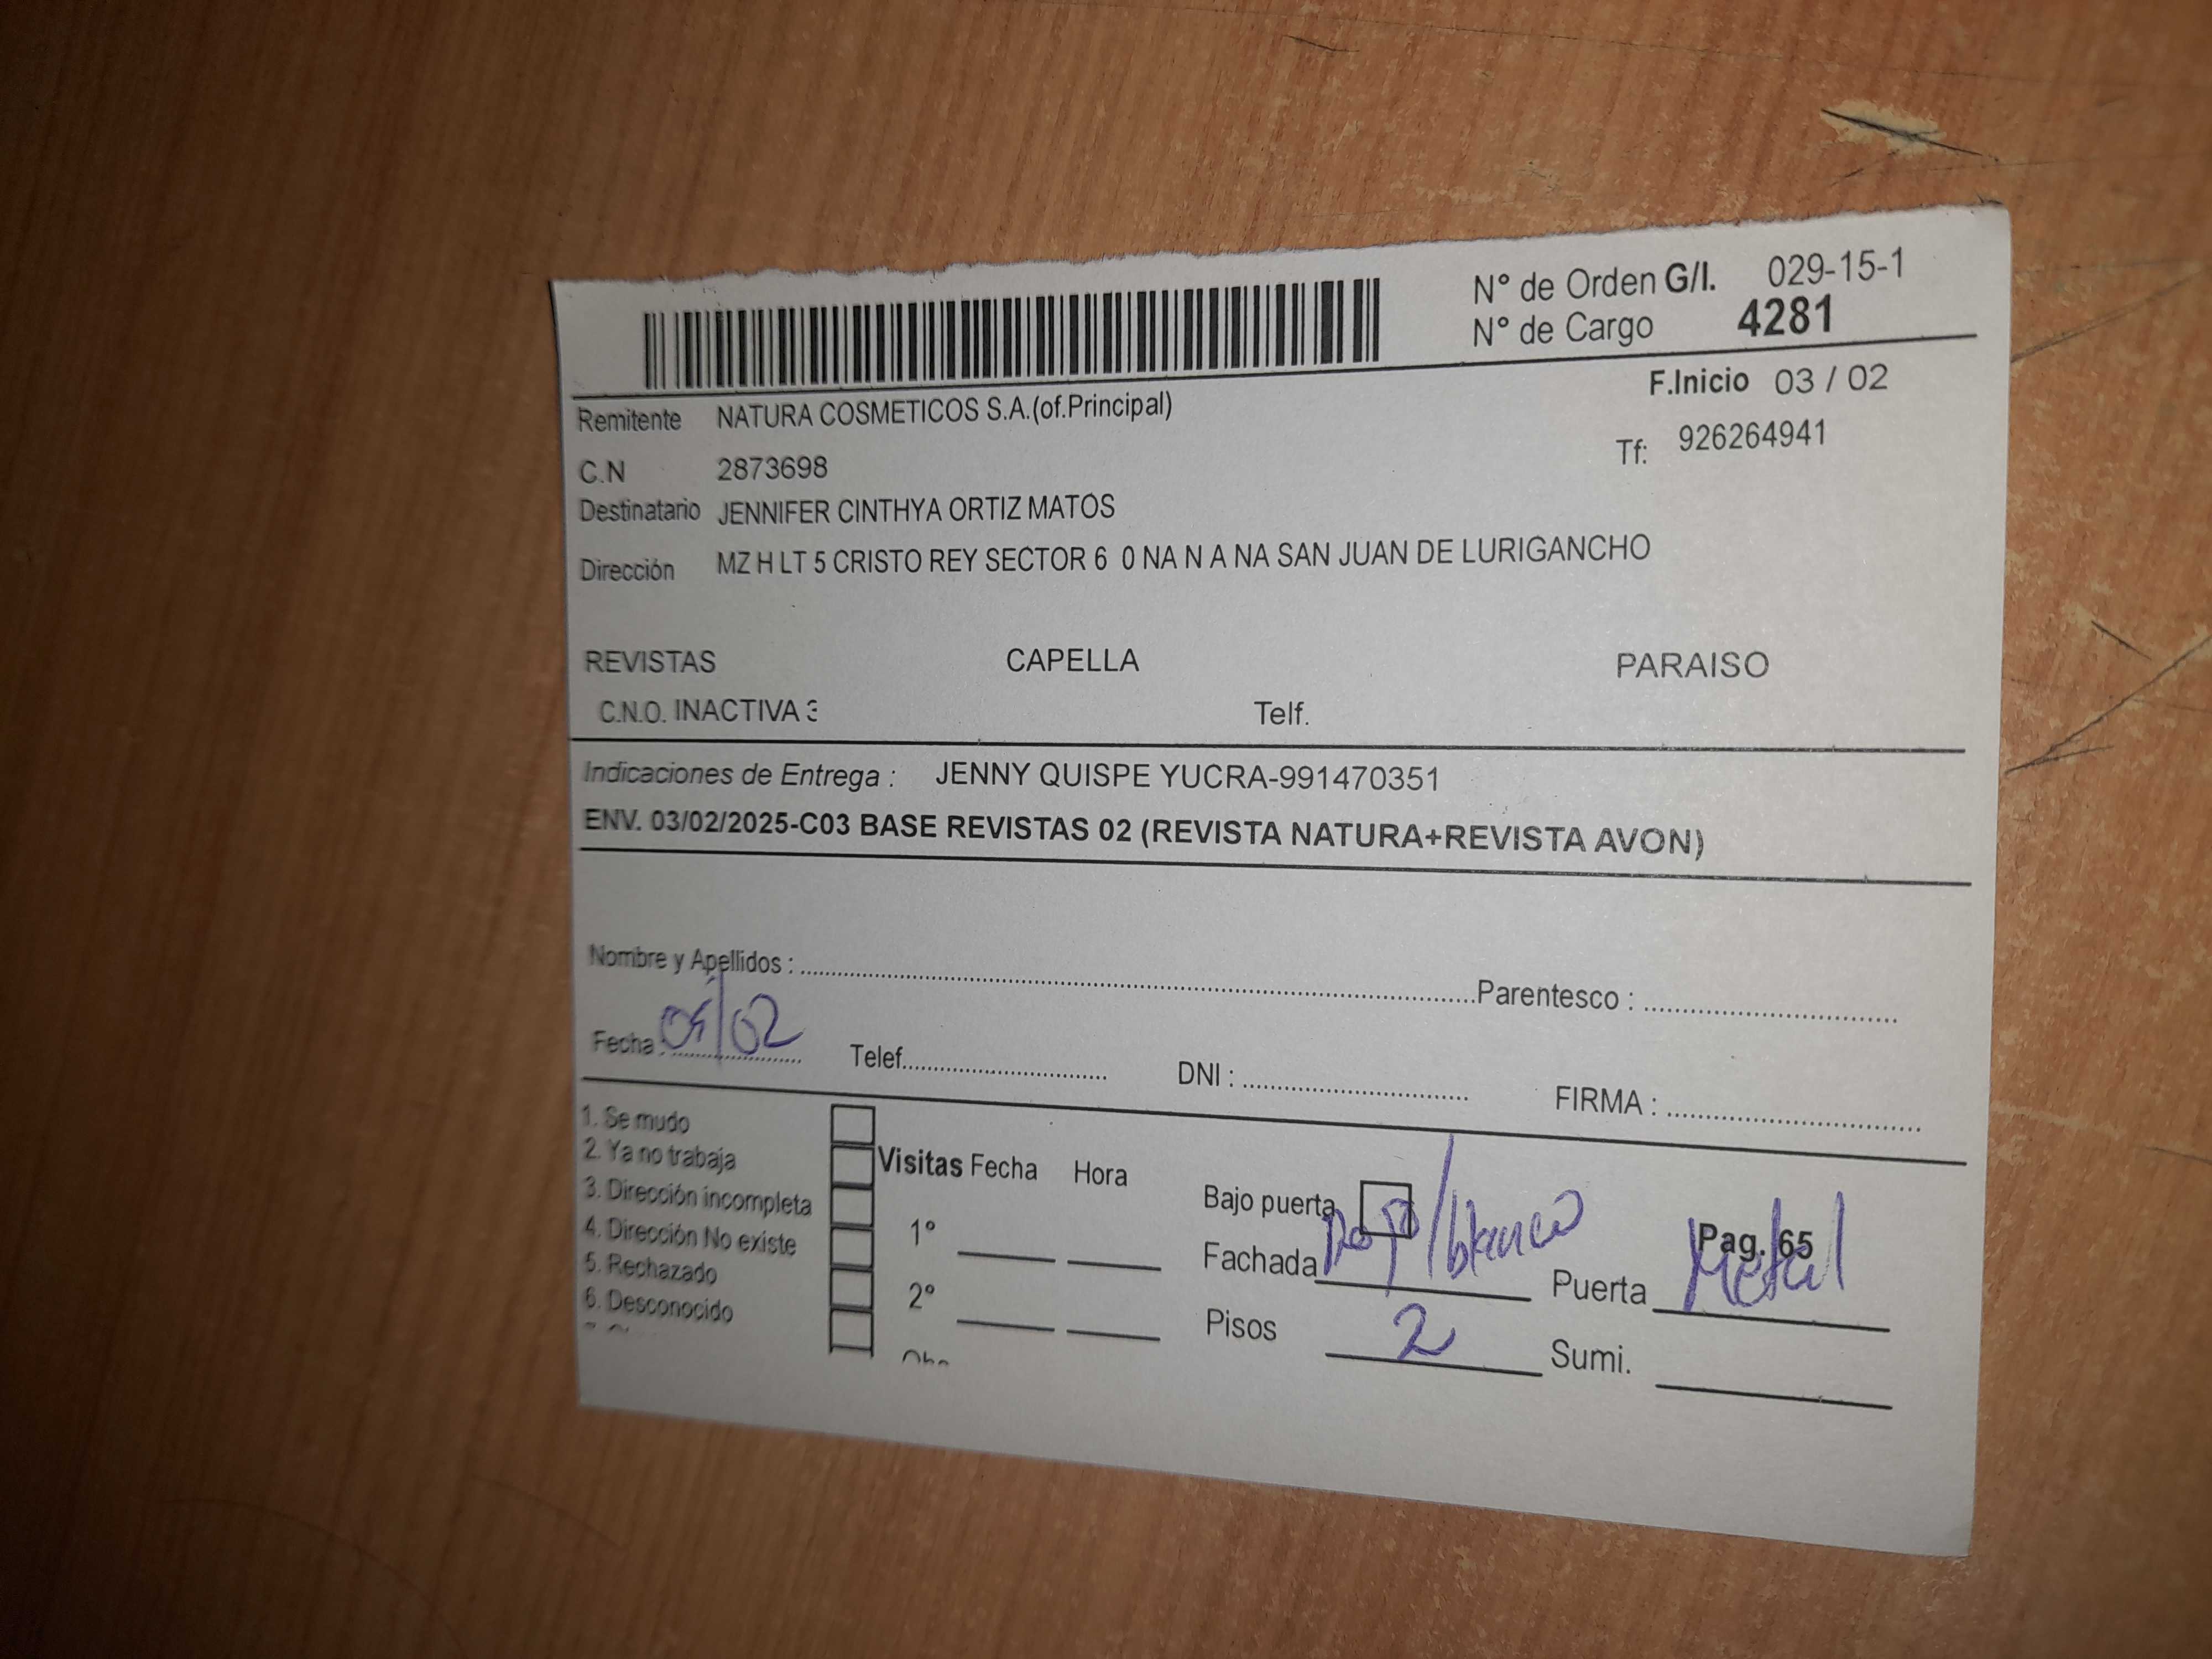 N° de Orden G/I. 029-15-1
N° de Cargo 4281
F.Inicio 03 / 02
Remitente NATURA COSMETICOS S.A.(of.Principal)
Tf: 926264941
C.N 2873698
Destinatario JENNIFER CINTHYA ORTIZ MATOS
Dirección MZ H LT 5 CRISTO REY SECTOR 6 0 NA N A NA SAN JUAN DE LURIGANCHO
REVISTAS CAPELLA PARAISO
C.N.O. INACTIVA 3 Telf.
Indicaciones de Entrega : JENNY QUISPE YUCRA-991470351
ENV. 03/02/2025-C03 BASE REVISTAS 02 (REVISTA NATURA+REVISTA AVON)
Nombre y Apellidos : Parentesco :
Fecha : 05/02 Telef. DNI : FIRMA :
1. Se mudo
2. Ya no trabaja
3. Dirección incompleta
4. Dirección No existe
5. Rechazado
6. Desconocido
Visitas Fecha Hora
1°
2°
Bajo puerta
Fachada Rojo/blanco
Pag. 65
Puerta Metal
Pisos 2 Sumi.